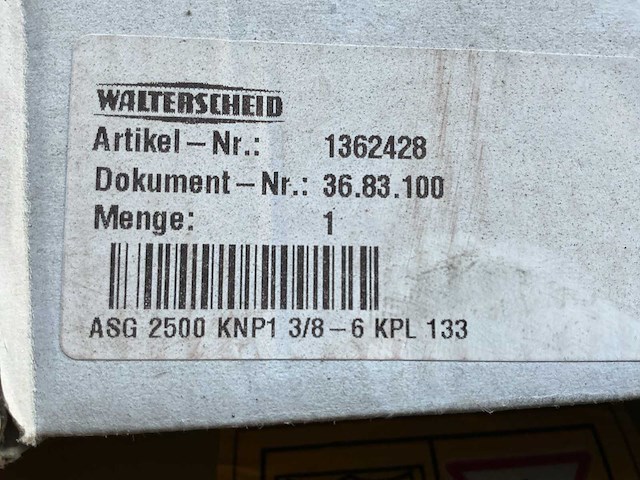 WALTERSCHEID
Artikel-Nr.: 1362428
Dokument-Nr.: 36.83.100
Menge: 1
ASG 2500 KNP1 3/8-6 KPL 133